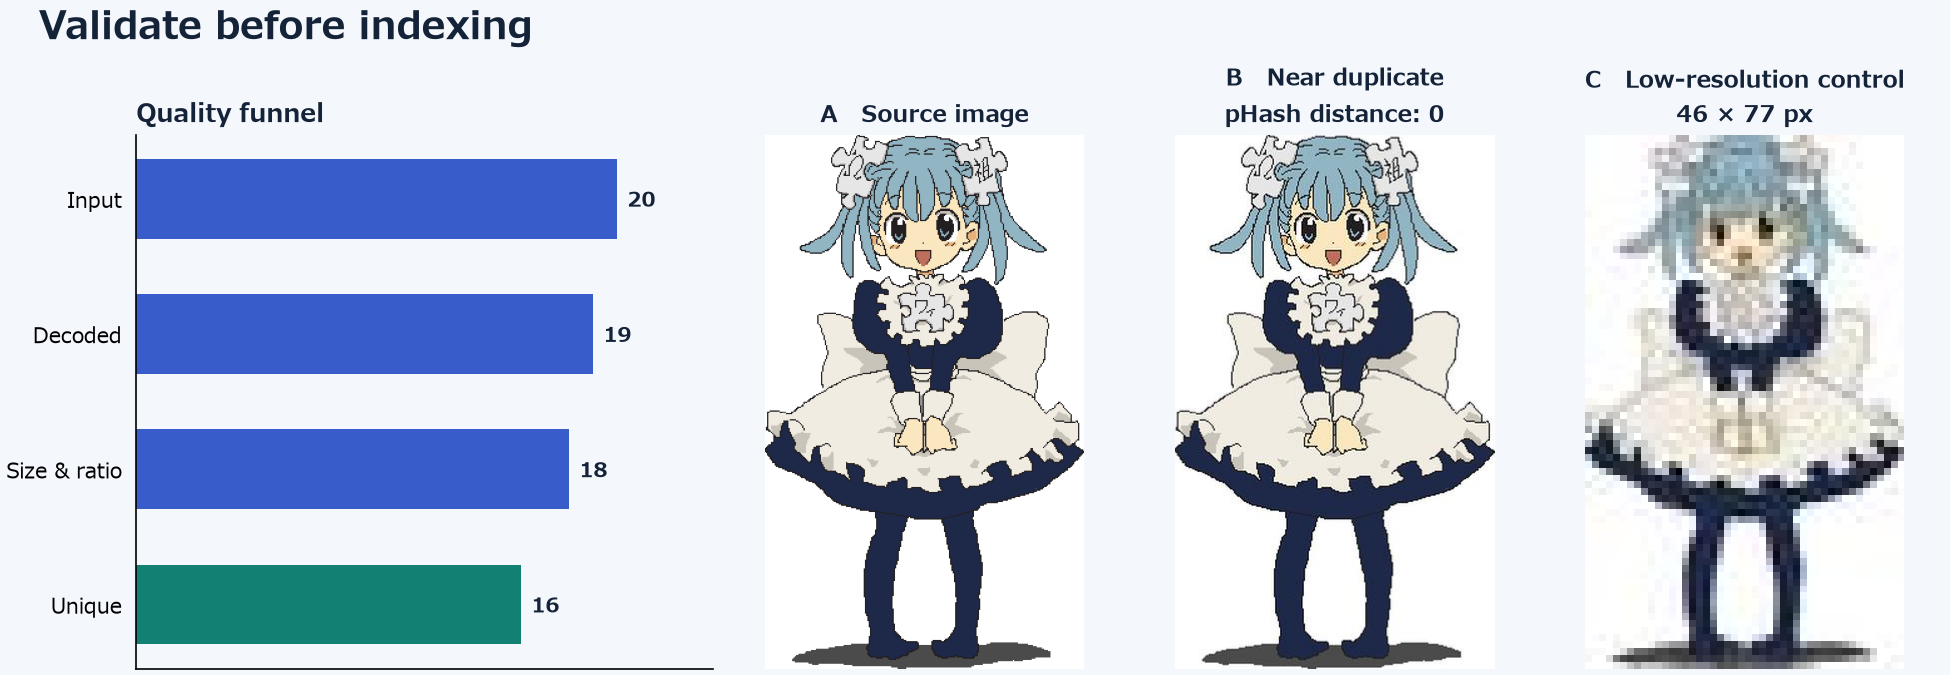 Validate before indexing
Quality funnel
Input
20
Decoded
19
Size & ratio
18
Unique
16
A Source image
B Near duplicate
pHash distance: 0
C Low-resolution control
46 × 77 px